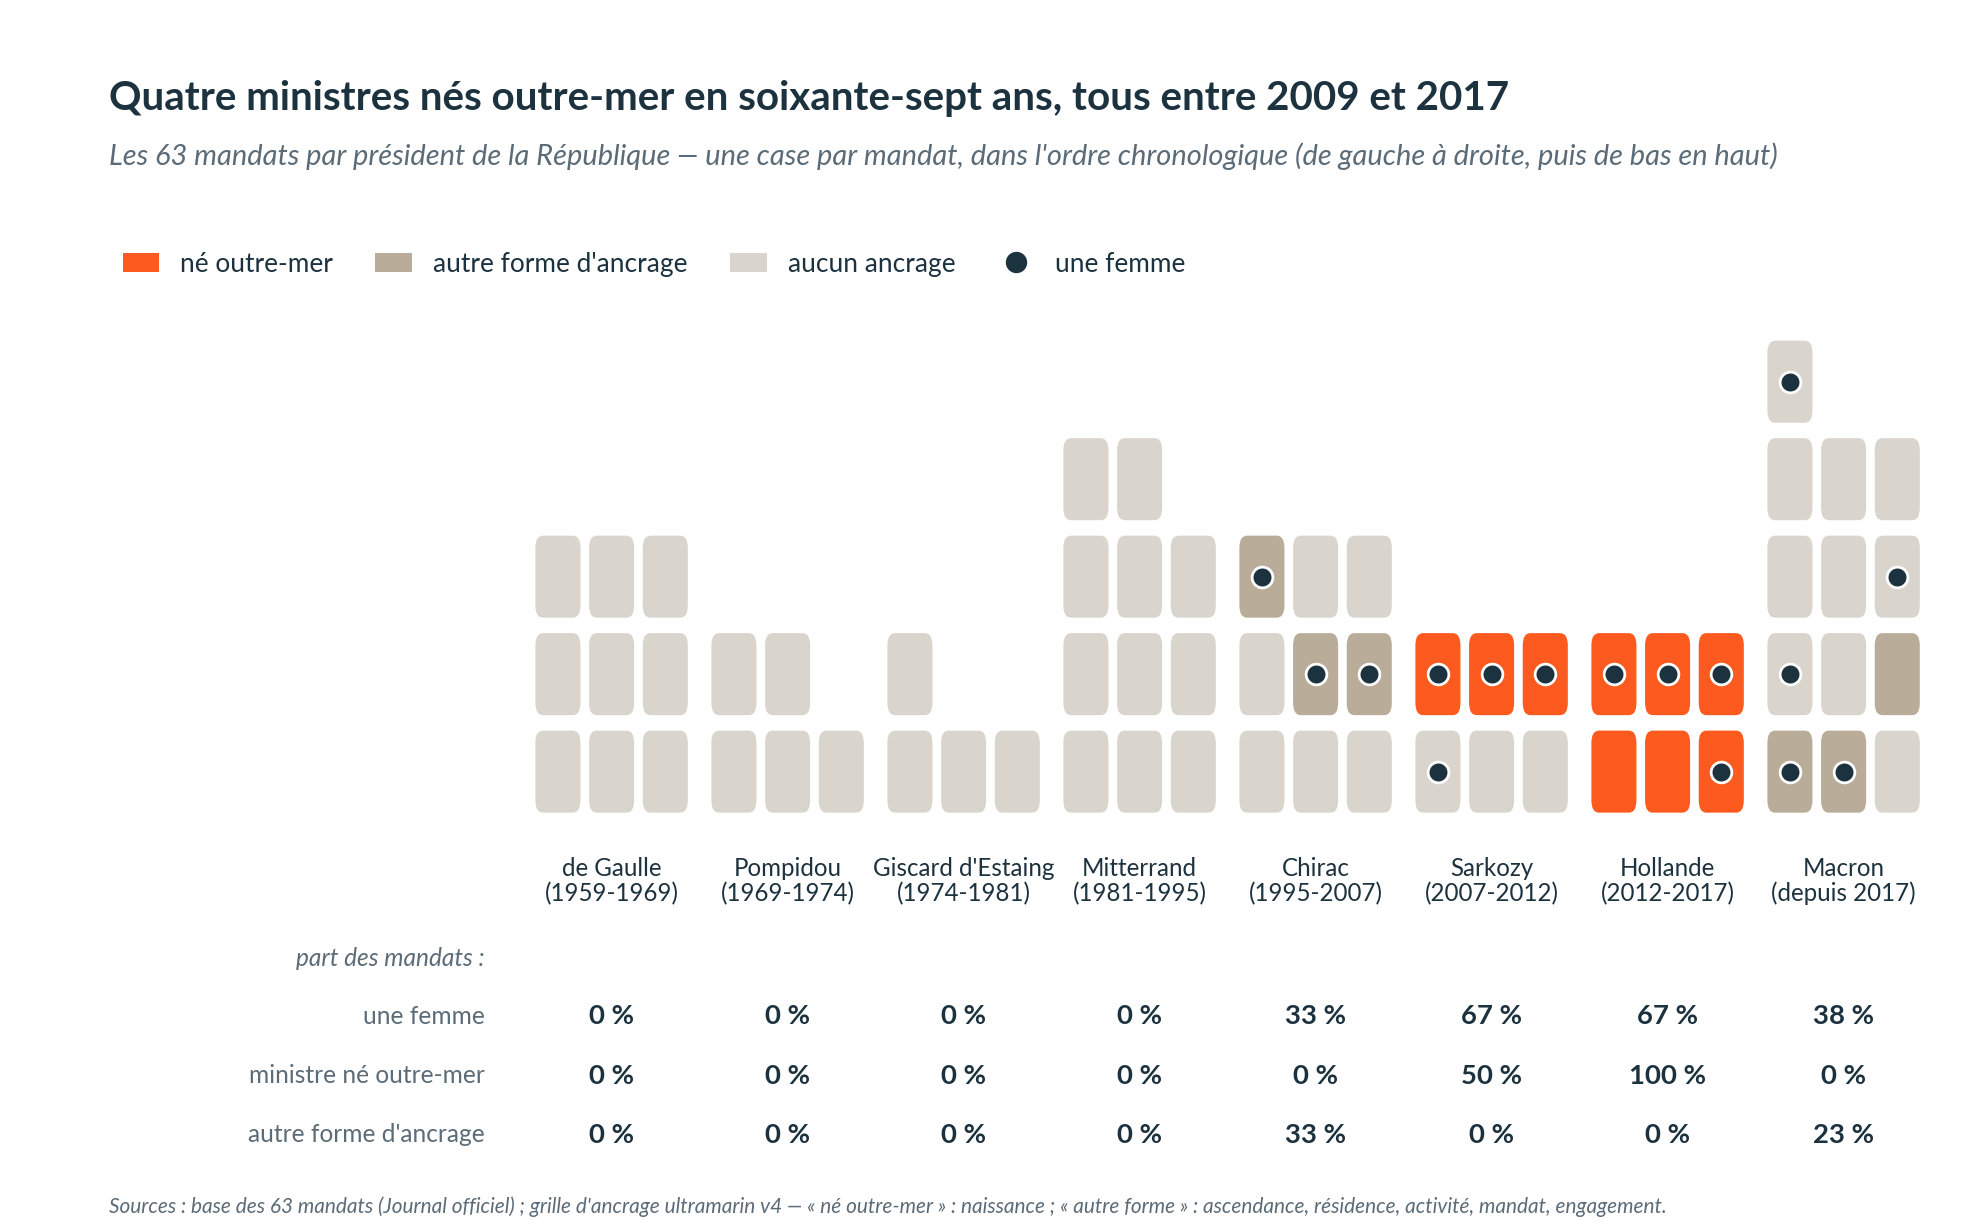 Quatre ministres nés outre-mer en soixante-sept ans, tous entre 2009 et 2017
Les 63 mandats par président de la République — une case par mandat, dans l'ordre chronologique (de gauche à droite, puis de bas en haut)
né outre-mer autre forme d'ancrage aucun ancrage une femme
de Gaulle Pompidou Giscard d'Estaing Mitterrand Chirac Sarkozy Hollande Macron
(1959-1969) (1969-1974) (1974-1981) (1981-1995) (1995-2007) (2007-2012) (2012-2017) (depuis 2017)
part des mandats :
une femme 0 % 0 % 0 % 0 % 33 % 67 % 67 % 38 %
ministre né outre-mer 0 % 0 % 0 % 0 % 0 % 50 % 100 % 0 %
autre forme d'ancrage 0 % 0 % 0 % 0 % 33 % 0 % 0 % 23 %
Sources : base des 63 mandats (Journal officiel) ; grille d'ancrage ultramarin v4 — « né outre-mer » : naissance ; « autre forme » : ascendance, résidence, activité, mandat, engagement.